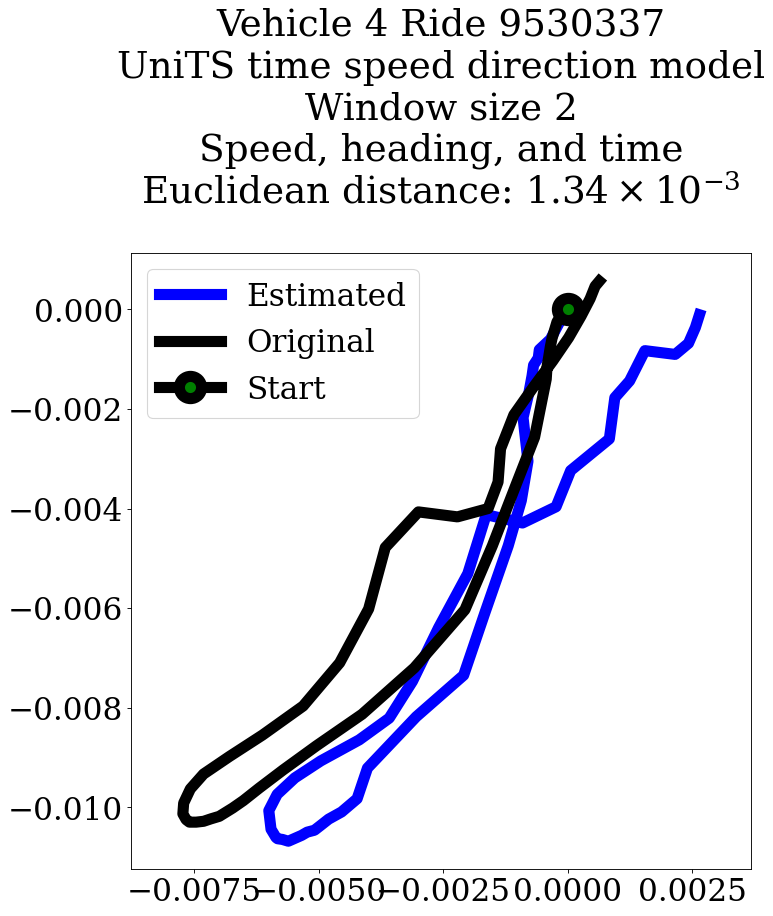 Vehicle 4 Ride 9530337
UniTS time speed direction model
Window size 2
Speed, heading, and time
Euclidean distance: 1.34 × 10⁻³
Estimated
Original
Start
0.000
−0.002
−0.004
−0.006
−0.008
−0.010
−0.0075 −0.0050 −0.0025 0.0000 0.0025